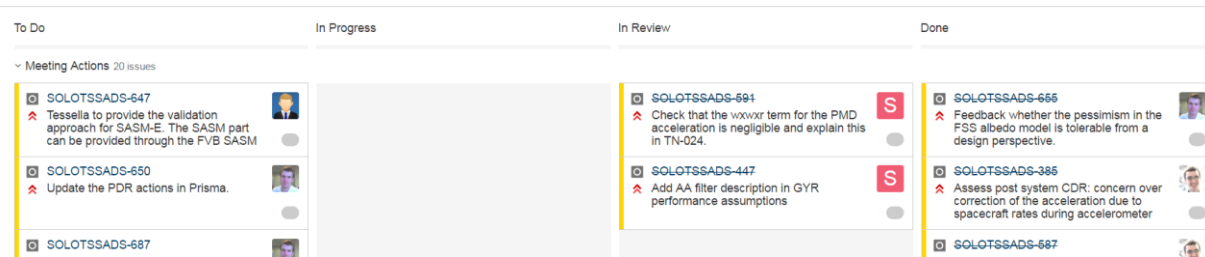 To Do
In Progress
In Review
Done
Meeting Actions 20 issues
SOLOTSSADS-647
Tessella to provide the validation
approach for SASM-E. The SASM part
can be provided through the FVB SASM
SOLOTSSADS-650
Update the PDR actions in Prisma.
SOLOTSSADS-687
SOLOTSSADS-591
S
Check that the wxwxr term for the PMD
acceleration is negligible and explain this
in TN-024.
SOLOTSSADS-447
S
Add AA filter description in GYR
performance assumptions
SOLOTSSADS-655
Feedback whether the pessimism in the
FSS albedo model is tolerable from a
design perspective.
SOLOTSSADS-385
Assess post system CDR: concern over
correction of the acceleration due to
spacecraft rates during accelerometer
SOLOTSSADS-587